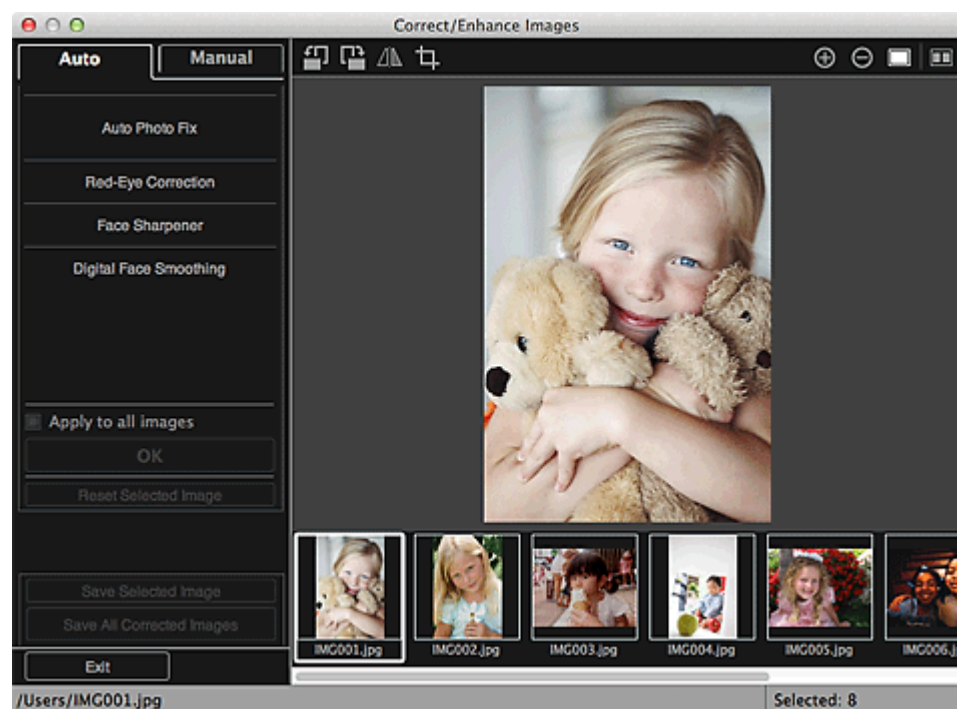 Correct/Enhance Images
Auto
Manual
Auto Photo Fix
Red-Eye Correction
Face Sharpener
Digital Face Smoothing
Apply to all images
OK
Reset Selected Image
Save Selected Image
Save All Corrected Images
Exit
IMG001.jpg
IMG002.jpg
IMG003.jpg
IMG004.jpg
IMG005.jpg
IMG006.j
/Users/IMG001.jpg
Selected: 8